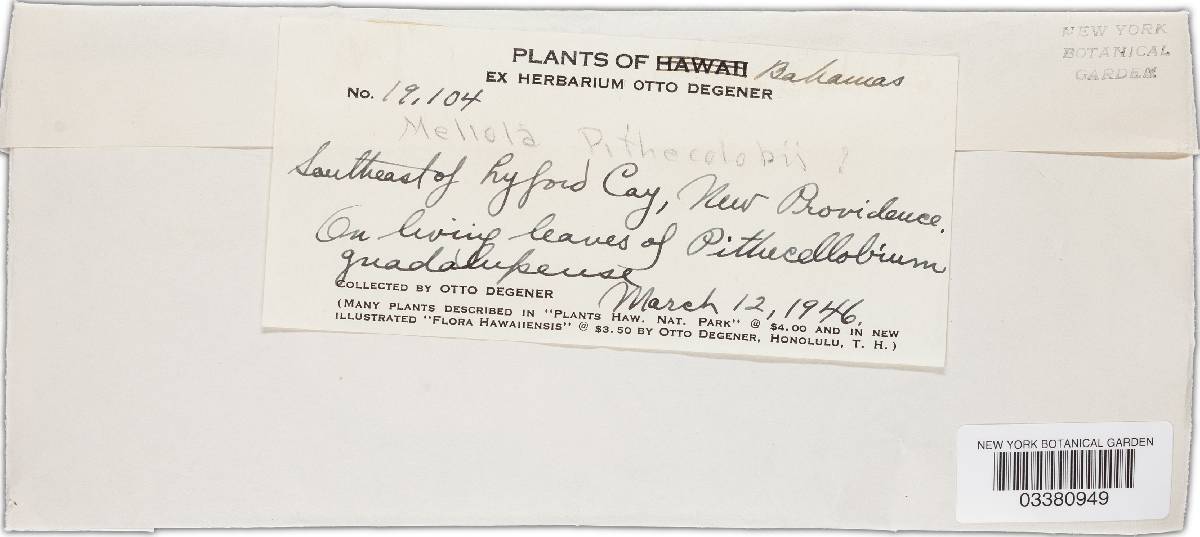 NEW YORK
BOTANICAL
GARDEN
PLANTS OF HAWAII Bahamas
EX HERBARIUM OTTO DEGENER
No. 19,104
Meliola Pithecolobii ?
Southeast of Lyford Cay, New Providence.
On living leaves of Pithecellobium
guadalupense
COLLECTED BY OTTO DEGENER
March 12, 1946.
(MANY PLANTS DESCRIBED IN "PLANTS HAW. NAT. PARK" @ $4.00 AND IN NEW
ILLUSTRATED "FLORA HAWAIIENSIS" @ $3.50 BY OTTO DEGENER, HONOLULU, T. H.)
NEW YORK BOTANICAL GARDEN
03380949